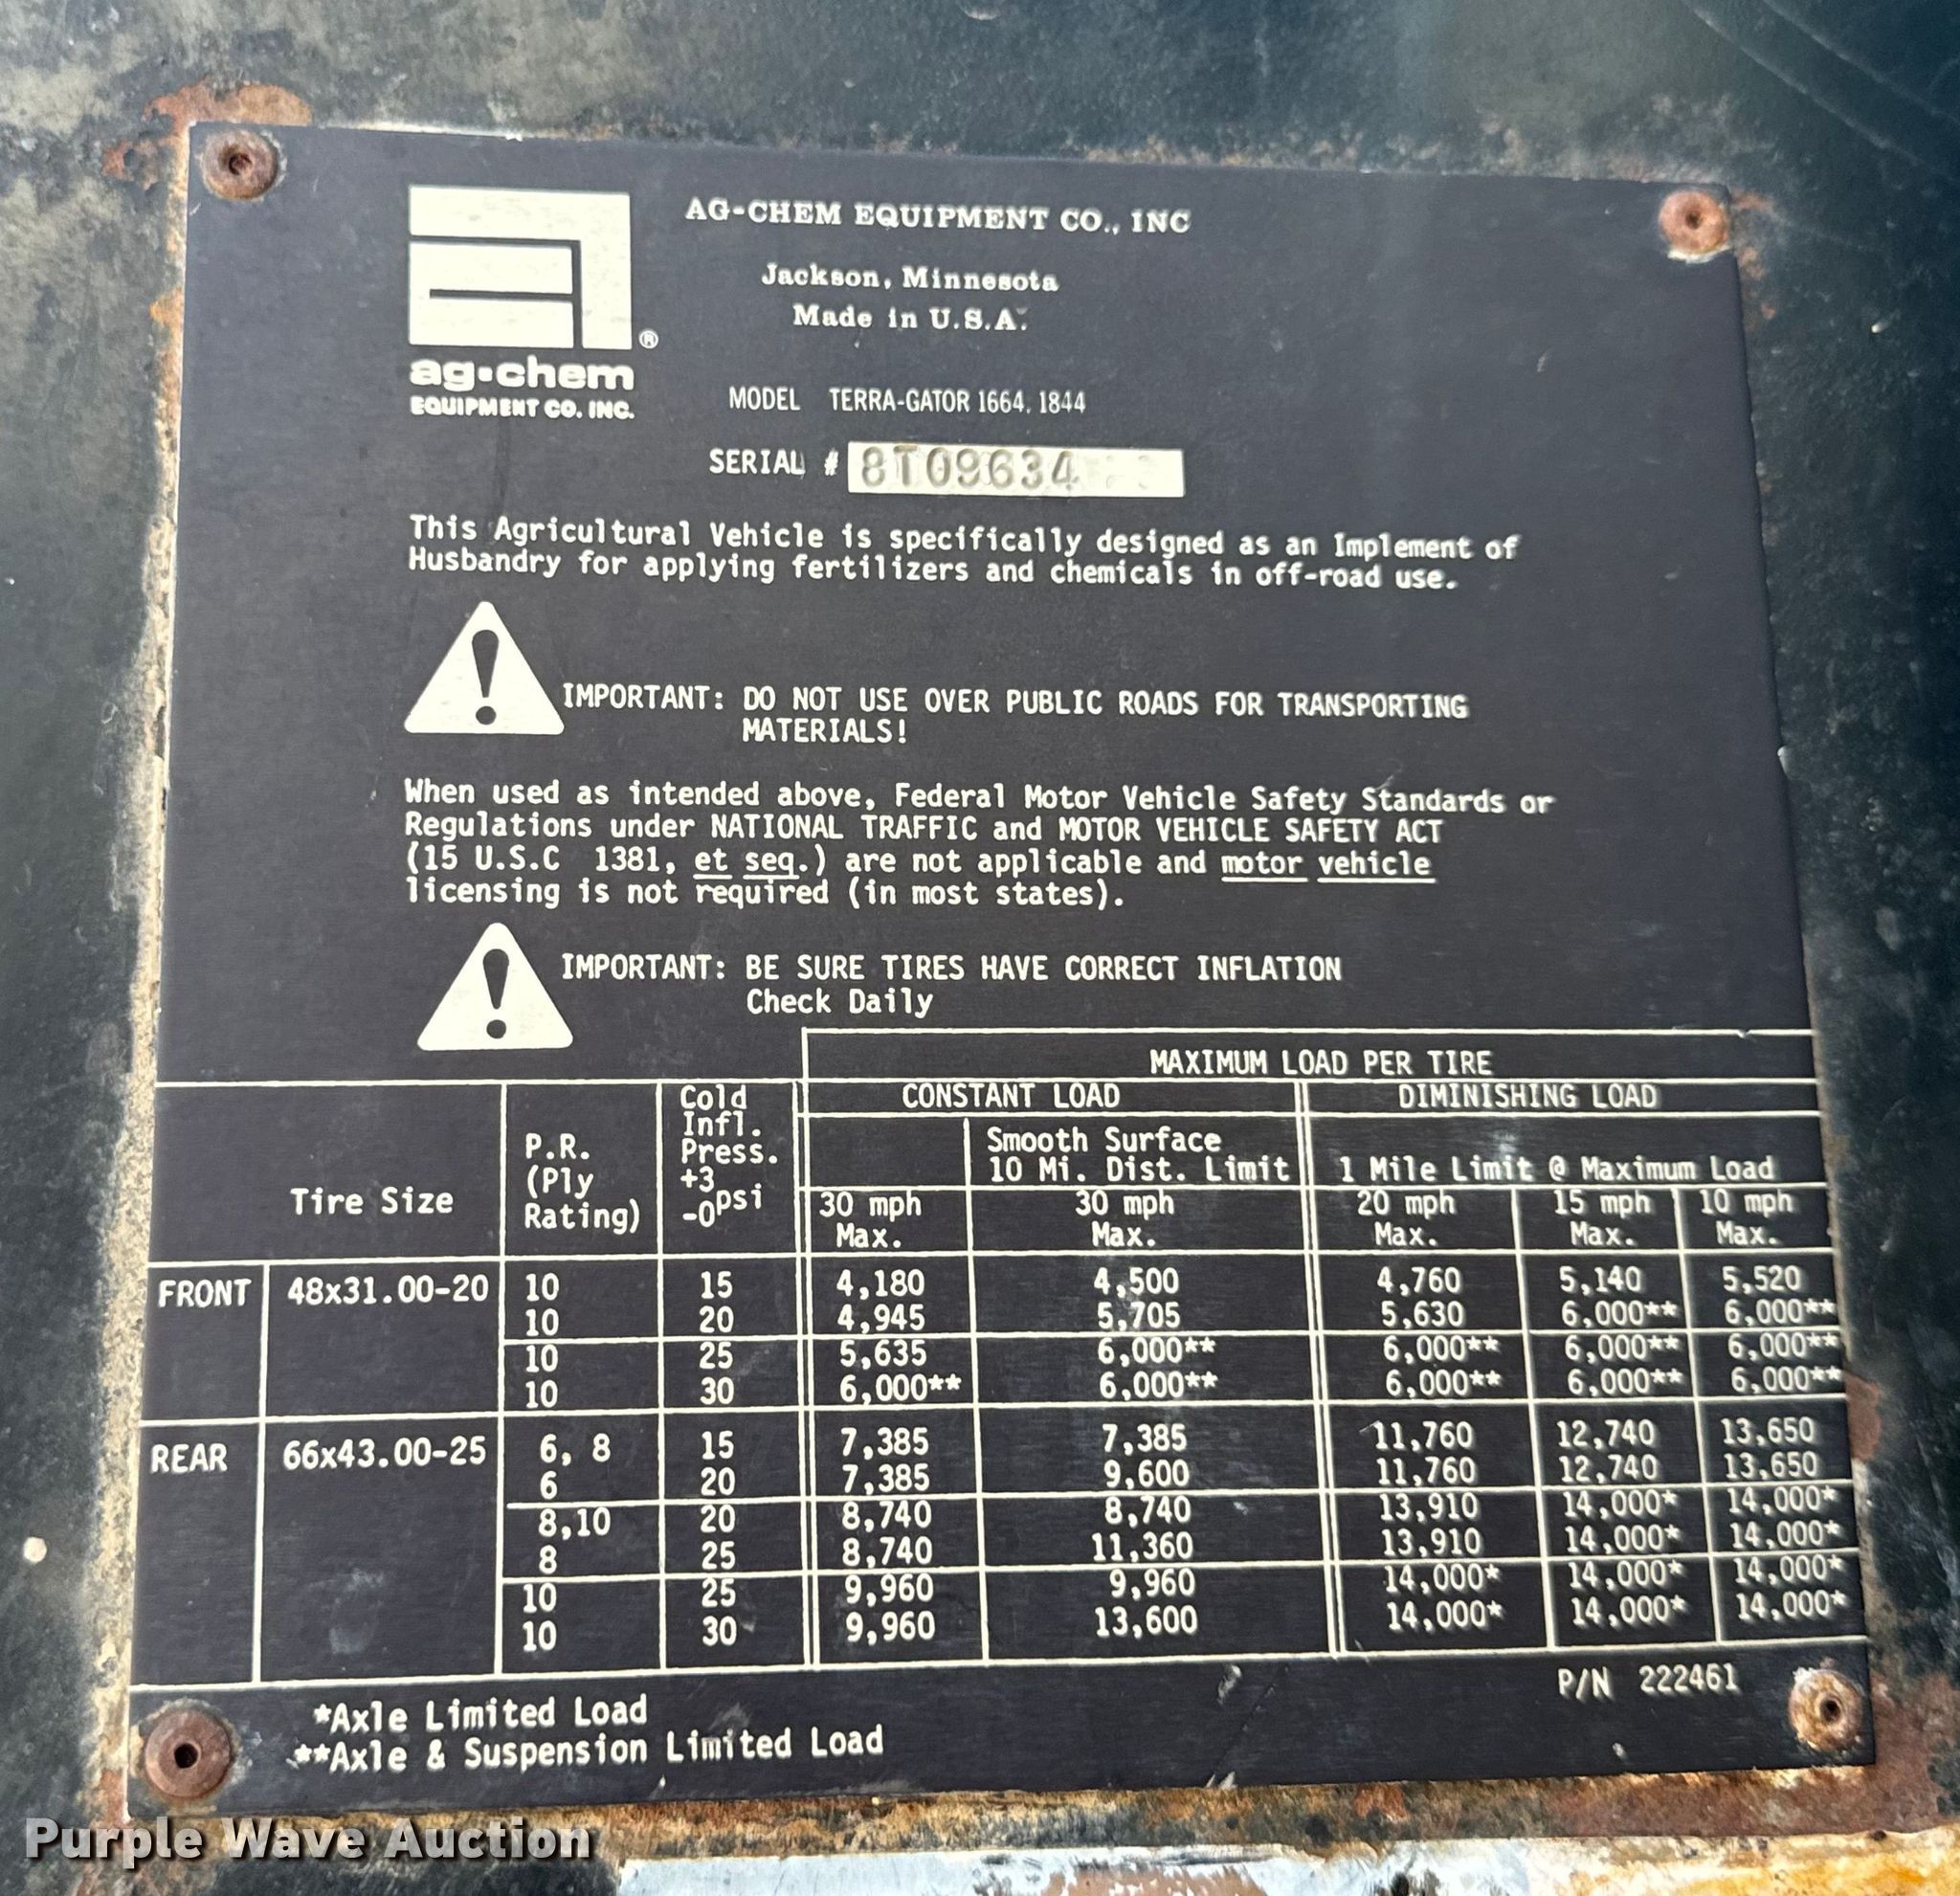 AG-CHEM EQUIPMENT CO., INC
Jackson, Minnesota
Made in U.S.A.
®
ag•chem
EQUIPMENT CO. INC.
MODEL TERRA-GATOR 1664, 1844
SERIAL # 8T09634
This Agricultural Vehicle is specifically designed as an Implement of
Husbandry for applying fertilizers and chemicals in off-road use.
IMPORTANT: DO NOT USE OVER PUBLIC ROADS FOR TRANSPORTING
MATERIALS!
When used as intended above, Federal Motor Vehicle Safety Standards or
Regulations under NATIONAL TRAFFIC and MOTOR VEHICLE SAFETY ACT
(15 U.S.C 1381, et seq.) are not applicable and motor vehicle
licensing is not required (in most states).
IMPORTANT: BE SURE TIRES HAVE CORRECT INFLATION
Check Daily
MAXIMUM LOAD PER TIRE
CONSTANT LOAD DIMINISHING LOAD
Tire Size
P.R.
(Ply
Rating)
Cold
Infl.
Press.
+3
-0psi
Smooth Surface
10 Mi. Dist. Limit 1 Mile Limit @ Maximum Load
30 mph 30 mph 20 mph 15 mph 10 mph
Max. Max. Max. Max. Max.
FRONT 48x31.00-20 10 15 4,180 4,500 4,760 5,140 5,520
10 20 4,945 5,705 5,630 6,000** 6,000**
10 25 5,635 6,000** 6,000** 6,000** 6,000**
10 30 6,000** 6,000** 6,000** 6,000** 6,000**
REAR 66x43.00-25 6, 8 15 7,385 7,385 11,760 12,740 13,650
6 20 7,385 9,600 11,760 12,740 13,650
8,10 20 8,740 8,740 13,910 14,000* 14,000*
8 25 8,740 11,360 13,910 14,000* 14,000*
10 25 9,960 9,960 14,000* 14,000* 14,000*
10 30 9,960 13,600 14,000* 14,000* 14,000*
P/N 222461
*Axle Limited Load
**Axle & Suspension Limited Load
Purple Wave Auction